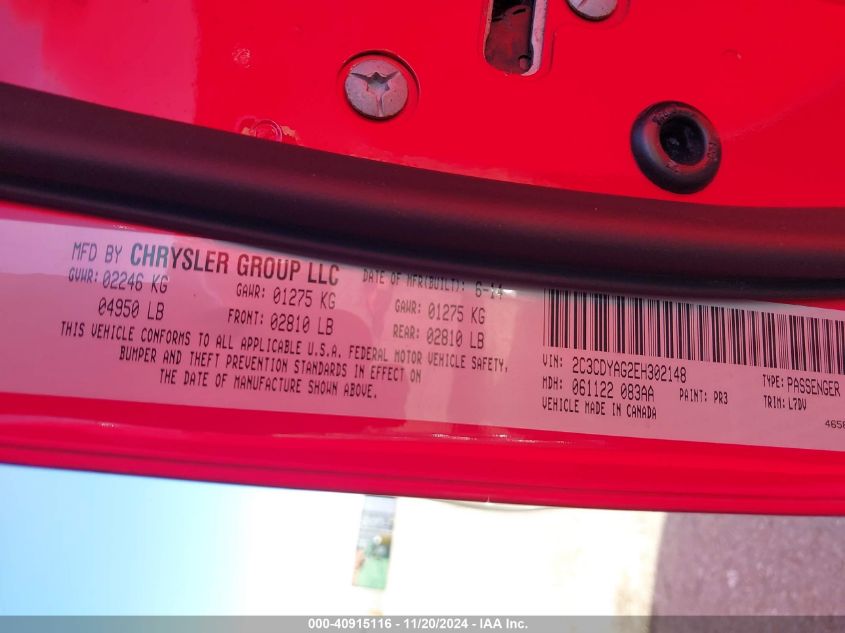 MFD BY CHRYSLER GROUP LLC
DATE OF MFR(BUILT): 6-14
GVWR: 02246 KG
GAWR: 01275 KG
GAWR: 01275 KG
04950 LB
FRONT: 02810 LB
REAR: 02810 LB
THIS VEHICLE CONFORMS TO ALL APPLICABLE U.S.A. FEDERAL MOTOR VEHICLE SAFETY,
BUMPER AND THEFT PREVENTION STANDARDS IN EFFECT ON
THE DATE OF MANUFACTURE SHOWN ABOVE.
VIN: 2C3CDYAG2EH302148
TYPE: PASSENGER
MDH: 061122 083AA
PAINT: PR3
TRIM: L7DV
VEHICLE MADE IN CANADA
000-40915116 - 11/20/2024 - IAA Inc.